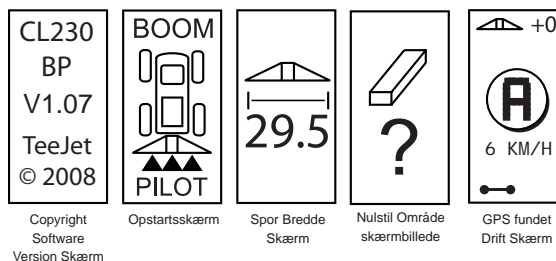 CL230
BP
V1.07
TeeJet
© 2008
BOOM
PILOT
29.5
?
+0
A
6 KM/H
Copyright
Software
Version Skærm
Opstartsskærm
Spor Bredde
Skærm
Nulstil Område
skærmbillede
GPS fundet
Drift Skærm